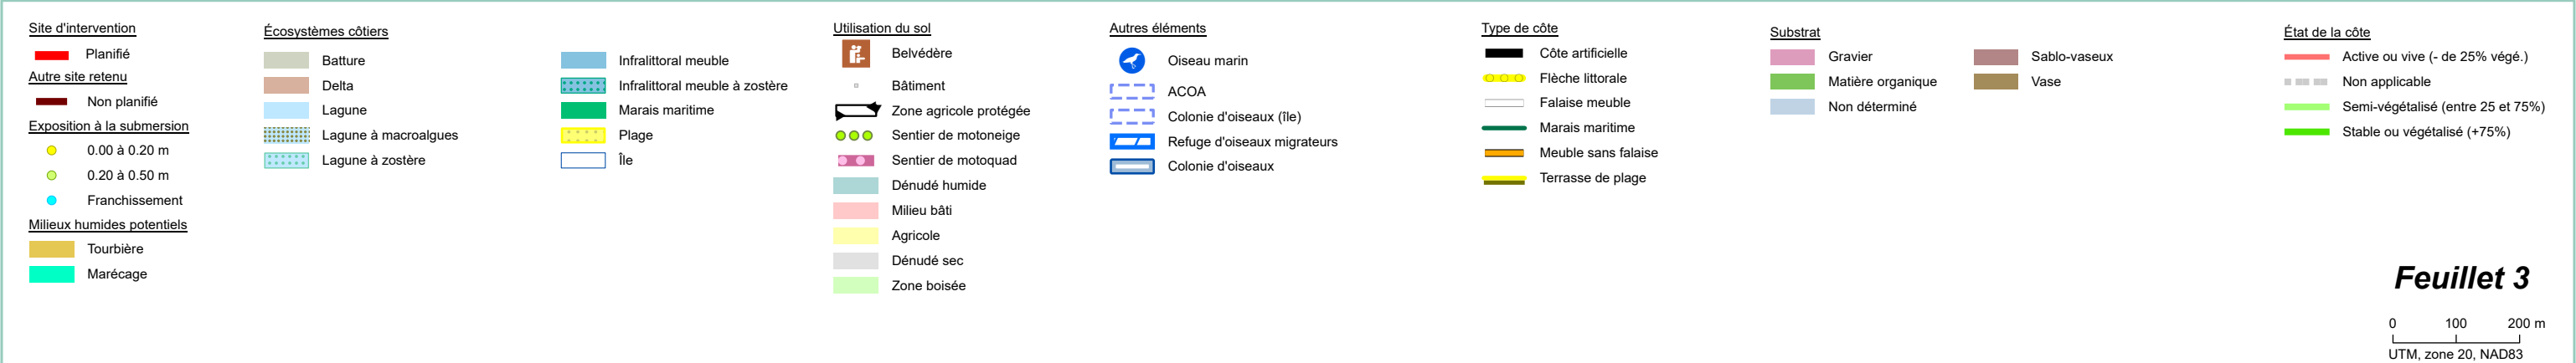 Site d'intervention
Planifié
Autre site retenu
Non planifié
Exposition à la submersion
0.00 à 0.20 m
0.20 à 0.50 m
Franchissement
Milieux humides potentiels
Tourbière
Marécage
Écosystèmes côtiers
Batture
Delta
Lagune
Lagune à macroalgues
Lagune à zostère
Infralittoral meuble
Infralittoral meuble à zostère
Marais maritime
Plage
Île
Utilisation du sol
Belvédère
Bâtiment
Zone agricole protégée
Sentier de motoneige
Sentier de motoquad
Dénudé humide
Milieu bâti
Agricole
Dénudé sec
Zone boisée
Autres éléments
Oiseau marin
ACOA
Colonie d'oiseaux (île)
Refuge d'oiseaux migrateurs
Colonie d'oiseaux
Type de côte
Côte artificielle
Flèche littorale
Falaise meuble
Marais maritime
Meuble sans falaise
Terrasse de plage
Substrat
Gravier
Matière organique
Non déterminé
Sablo-vaseux
Vase
État de la côte
Active ou vive (- de 25% végé.)
Non applicable
Semi-végétalisé (entre 25 et 75%)
Stable ou végétalisé (+75%)
Feuillet 3
0 100 200 m
UTM, zone 20, NAD83